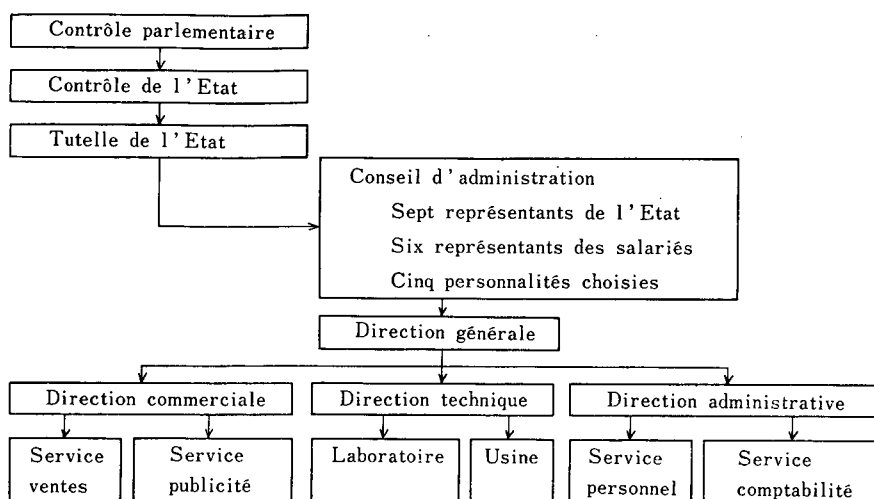 Contrôle parlementaire
Contrôle de l'Etat
Tutelle de l'Etat
Conseil d'administration
Sept représentants de l'Etat
Six représentants des salariés
Cinq personnalités choisies
Direction générale
Direction commerciale
Direction technique
Direction administrative
Service
ventes
Service
publicité
Laboratoire
Usine
Service
personnel
Service
comptabilité